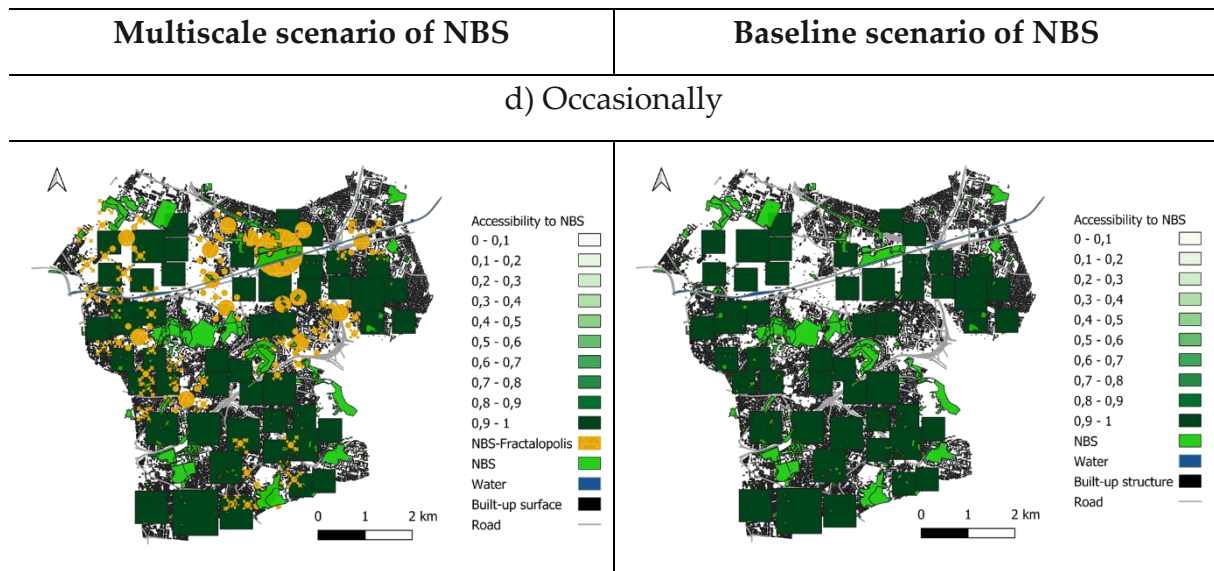 Multiscale scenario of NBS
Baseline scenario of NBS
d) Occasionally
Accessibility to NBS
0 - 0,1
0,1 - 0,2
0,2 - 0,3
0,3 - 0,4
0,4 - 0,5
0,5 - 0,6
0,6 - 0,7
0,7 - 0,8
0,8 - 0,9
0,9 - 1
NBS-Fractalopolis
NBS
Water
Built-up surface
Road
0 1 2 km
Accessibility to NBS
0 - 0,1
0,1 - 0,2
0,2 - 0,3
0,3 - 0,4
0,4 - 0,5
0,5 - 0,6
0,6 - 0,7
0,7 - 0,8
0,8 - 0,9
0,9 - 1
NBS
Water
Built-up structure
Road
0 1 2 km